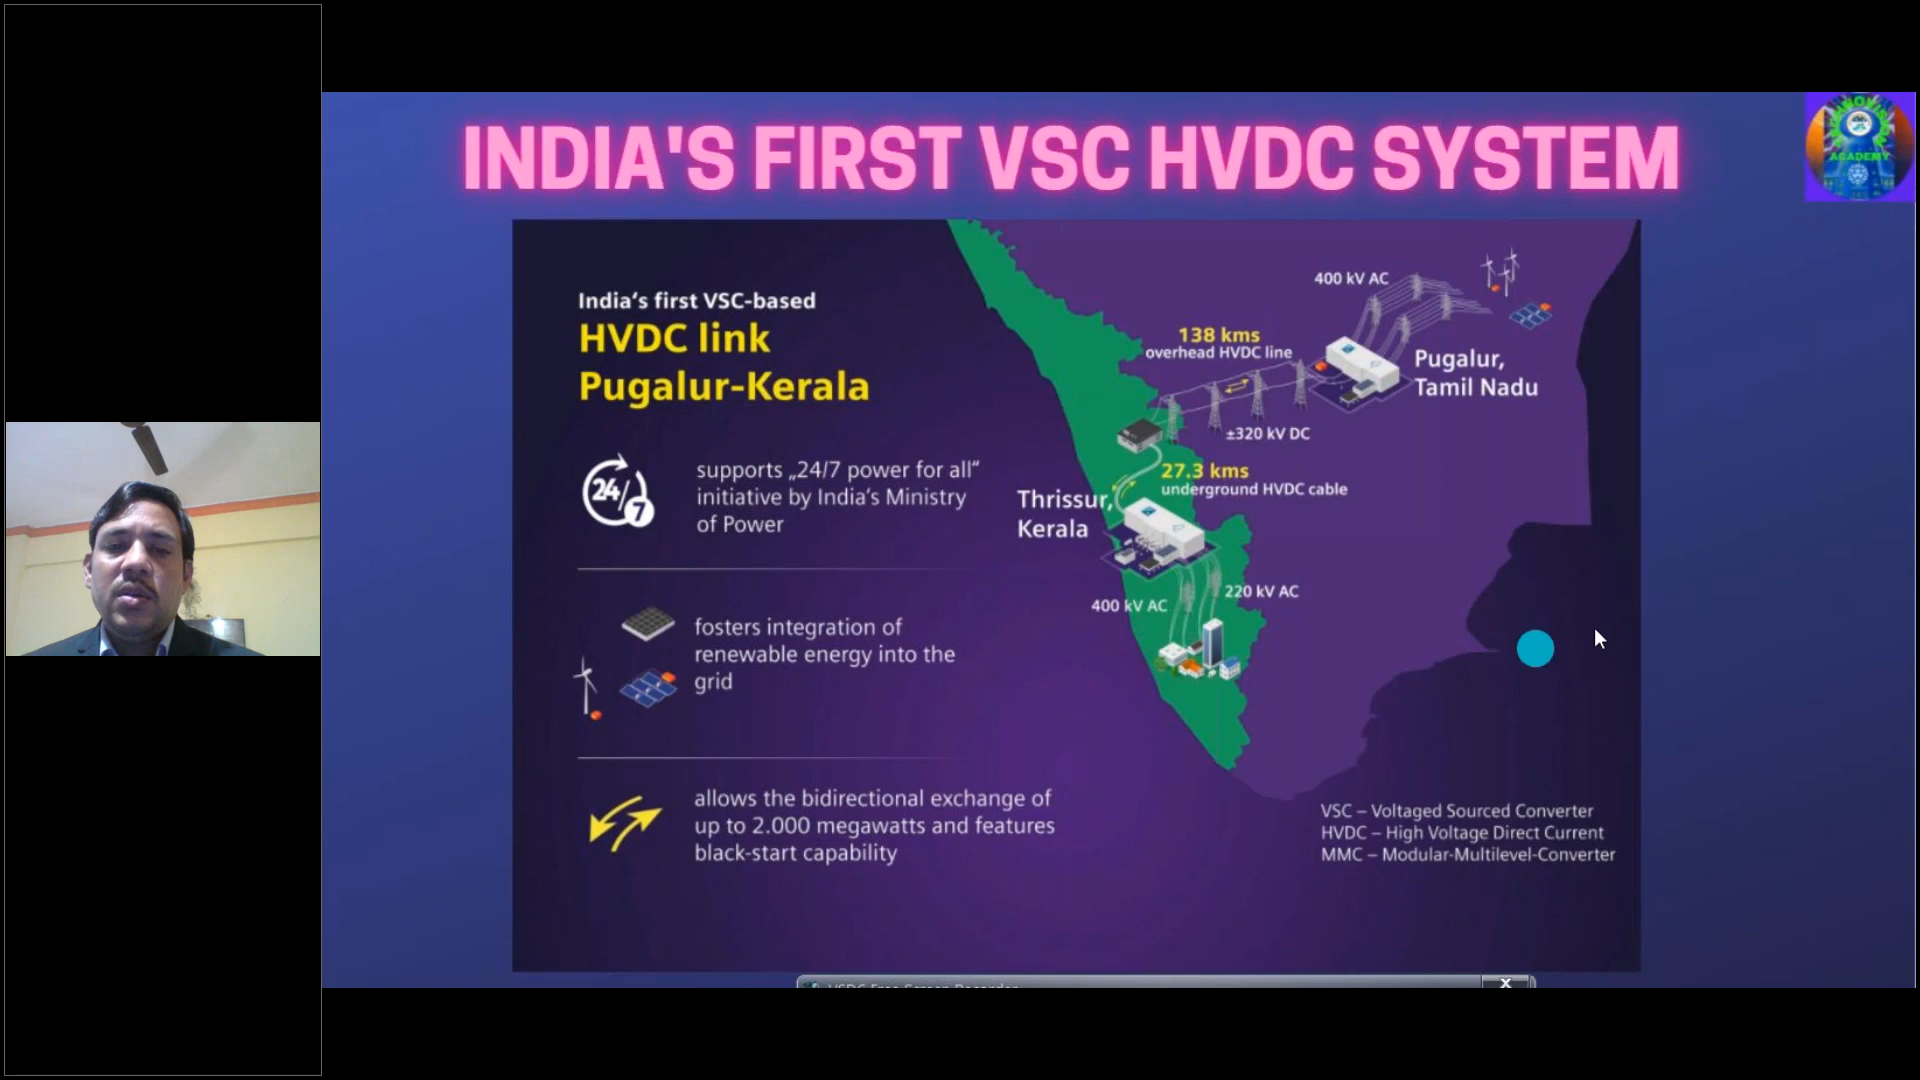 INDIA'S FIRST VSC HVDC SYSTEM
ACADEMY
India's first VSC-based
HVDC link
Pugalur-Kerala
24/7
supports „24/7 power for all“
initiative by India's Ministry
of Power
fosters integration of
renewable energy into the
grid
allows the bidirectional exchange of
up to 2.000 megawatts and features
black-start capability
400 kV AC
138 kms
overhead HVDC line
Pugalur,
Tamil Nadu
±320 kV DC
27.3 kms
underground HVDC cable
Thrissur,
Kerala
220 kV AC
400 kV AC
VSC – Voltaged Sourced Converter
HVDC – High Voltage Direct Current
MMC – Modular-Multilevel-Converter
VSDC Free Screen Recorder
X